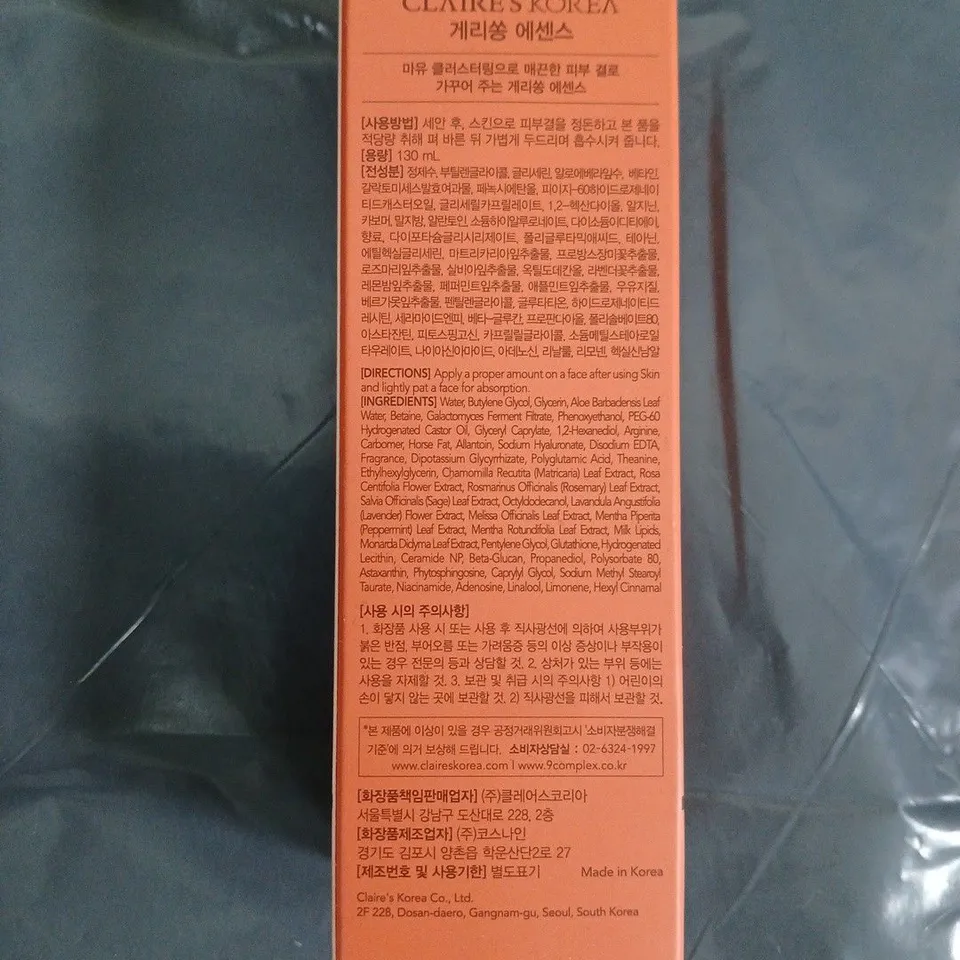 CLAIRE'S KOREA
게리쏭 에센스
마유 클러스터링으로 매끈한 피부 결로
가꾸어 주는 게리쏭 에센스
[사용방법] 세안 후, 스킨으로 피부결을 정돈하고 본 품을
적당량 취해 펴 바른 뒤 가볍게 두드리며 흡수시켜 줍니다.
[용량] 130 mL
[전성분] 정제수, 부틸렌글라이콜, 글리세린, 알로에베라잎수, 베타인,
갈락토미세스발효여과물, 페녹시에탄올, 피이지-60하이드로제네이
티드캐스터오일, 글리세릴카프릴레이트, 1,2-헥산다이올, 알지닌,
카보머, 말지방, 알란토인, 소듐하이알루로네이트, 다이소듐이디티에이,
향료, 다이포타슘글리시리제이트, 폴리글루타믹애씨드, 테아닌,
에틸헥실글리세린, 마트리카리아잎추출물, 프로방스장미꽃추출물,
로즈마리잎추출물, 실비아잎추출물, 옥틸도데칸올, 라벤다꽃추출물,
레몬밤잎추출물, 페퍼민트잎추출물, 애플민트잎추출물, 우유지질,
베르가못잎추출물, 펜틸렌글라이콜, 글루타티온, 하이드로제네이티드
레시틴, 세라마이드엔피, 베타-글루칸, 프로판다이올, 폴리솔베이트80,
아스타잔틴, 피토스핑고신, 카프릴릴글라이콜, 소듐메틸스테아로일
타우레이트, 나이아신아마이드, 아데노신, 리날룰, 리모넨, 헥실신남알
[DIRECTIONS] Apply a proper amount on a face after using Skin
and lightly pat a face for absorption.
[INGREDIENTS] Water, Butylene Glycol, Glycerin, Aloe Barbadensis Leaf
Water, Betaine, Galactomyces Ferment Filtrate, Phenoxyethanol, PEG-60
Hydrogenated Castor Oil, Glyceryl Caprylate, 1,2-Hexanediol, Arginine,
Carbomer, Horse Fat, Allantoin, Sodium Hyaluronate, Disodium EDTA,
Fragrance, Dipotassium Glycyrrhizate, Polyglutamic Acid, Theanine,
Ethylhexylglycerin, Chamomilla Recutita (Matricaria) Leaf Extract, Rosa
Centifolia Flower Extract, Rosmarinus Officinalis (Rosemary) Leaf Extract,
Salvia Officinalis (Sage) Leaf Extract, Octyldodecanol, Lavandula Angustifolia
(Lavender) Flower Extract, Melissa Officinalis Leaf Extract, Mentha Piperita
(Peppermint) Leaf Extract, Mentha Rotundifolia Leaf Extract, Milk Lipids,
Monarda Didyma Leaf Extract, Pentylene Glycol, Glutathione, Hydrogenated
Lecithin, Ceramide NP, Beta-Glucan, Propanediol, Polysorbate 80,
Astaxanthin, Phytosphingosine, Caprylyl Glycol, Sodium Methyl Stearoyl
Taurate, Niacinamide, Adenosine, Linalool, Limonene, Hexyl Cinnamal
[사용 시의 주의사항]
1. 화장품 사용 시 또는 사용 후 직사광선에 의하여 사용부위가
붉은 반점, 부어오름 또는 가려움증 등의 이상 증상이나 부작용이
있는 경우 전문의 등과 상담할 것. 2. 상처가 있는 부위 등에는
사용을 자제할 것. 3. 보관 및 취급 시의 주의사항 1) 어린이의
손이 닿지 않는 곳에 보관할 것. 2) 직사광선을 피해서 보관할 것.
*본 제품에 이상이 있을 경우 공정거래위원회고시 '소비자분쟁해결
기준'에 의거 보상해 드립니다. 소비자상담실 : 02-6324-1997
www.claireskorea.com | www.9complex.co.kr
[화장품책임판매업자] (주)클레어스코리아
서울특별시 강남구 도산대로 228, 2층
[화장품제조업자] (주)코스나인
경기도 김포시 양촌읍 학운산단2로 27
[제조번호 및 사용기한] 별도표기 Made in Korea
Claire's Korea Co., Ltd.
2F 228, Dosan-daero, Gangnam-gu, Seoul, South Korea